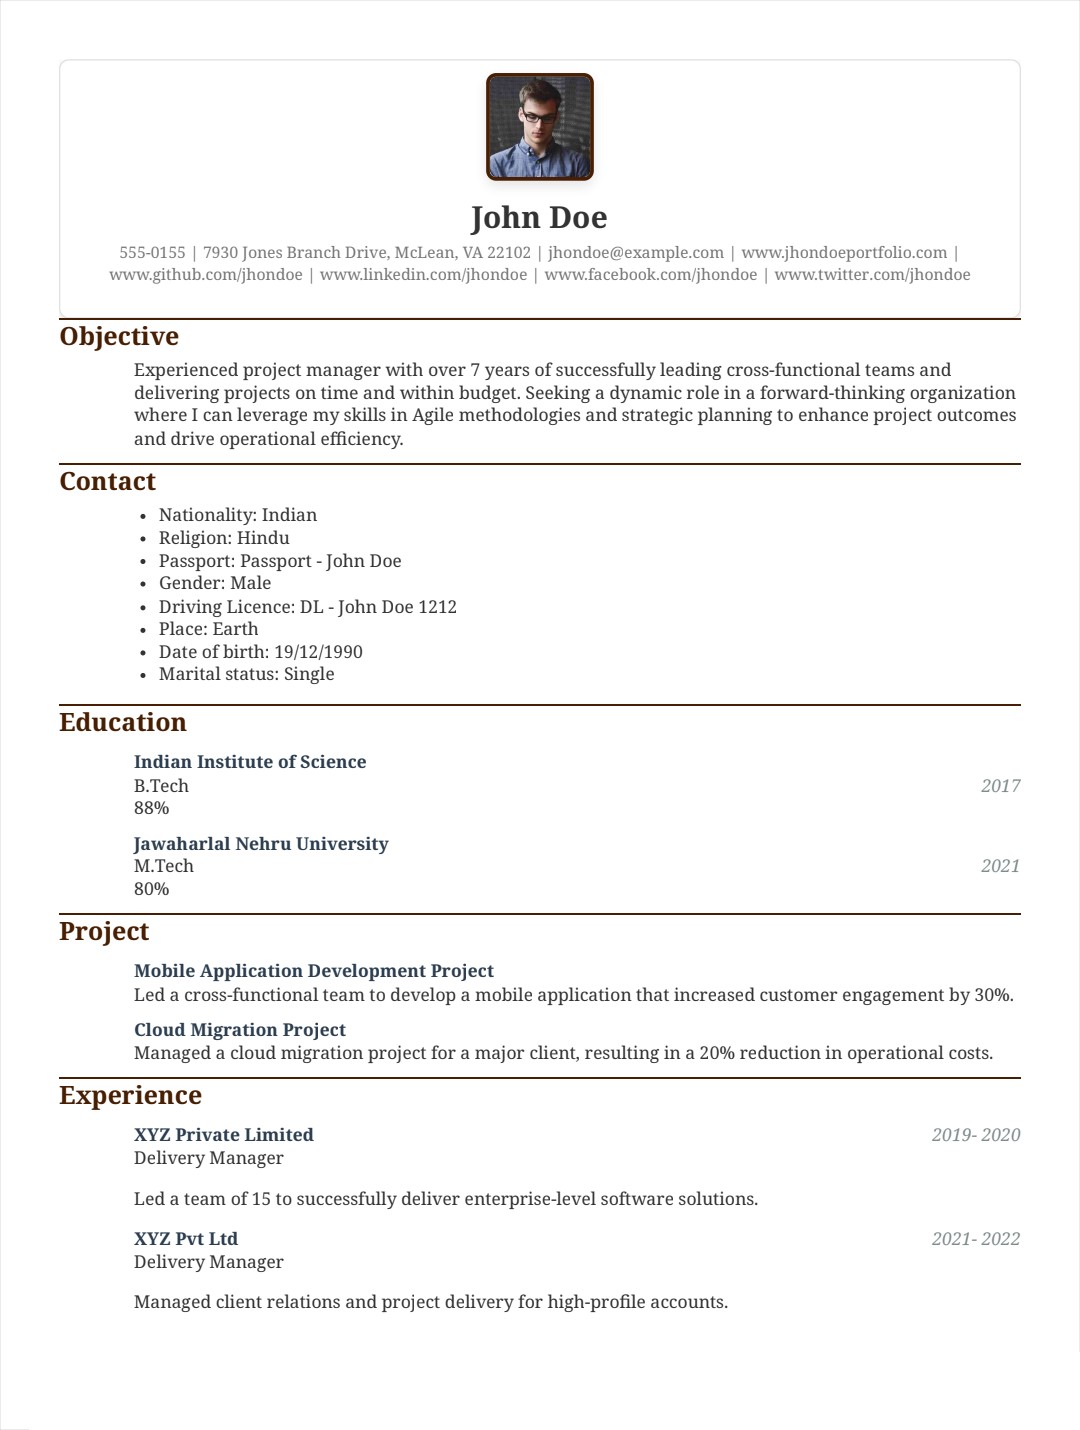 John Doe
555-0155 | 7930 Jones Branch Drive, McLean, VA 22102 | jhondoe@example.com | www.jhondoeportfolio.com |
www.github.com/jhondoe | www.linkedin.com/jhondoe | www.facebook.com/jhondoe | www.twitter.com/jhondoe
Objective
Experienced project manager with over 7 years of successfully leading cross-functional teams and
delivering projects on time and within budget. Seeking a dynamic role in a forward-thinking organization
where I can leverage my skills in Agile methodologies and strategic planning to enhance project outcomes
and drive operational efficiency.
Contact
• Nationality: Indian
• Religion: Hindu
• Passport: Passport - John Doe
• Gender: Male
• Driving Licence: DL - John Doe 1212
• Place: Earth
• Date of birth: 19/12/1990
• Marital status: Single
Education
Indian Institute of Science
B.Tech 2017
88%
Jawaharlal Nehru University
M.Tech 2021
80%
Project
Mobile Application Development Project
Led a cross-functional team to develop a mobile application that increased customer engagement by 30%.
Cloud Migration Project
Managed a cloud migration project for a major client, resulting in a 20% reduction in operational costs.
Experience
XYZ Private Limited 2019- 2020
Delivery Manager
Led a team of 15 to successfully deliver enterprise-level software solutions.
XYZ Pvt Ltd 2021- 2022
Delivery Manager
Managed client relations and project delivery for high-profile accounts.